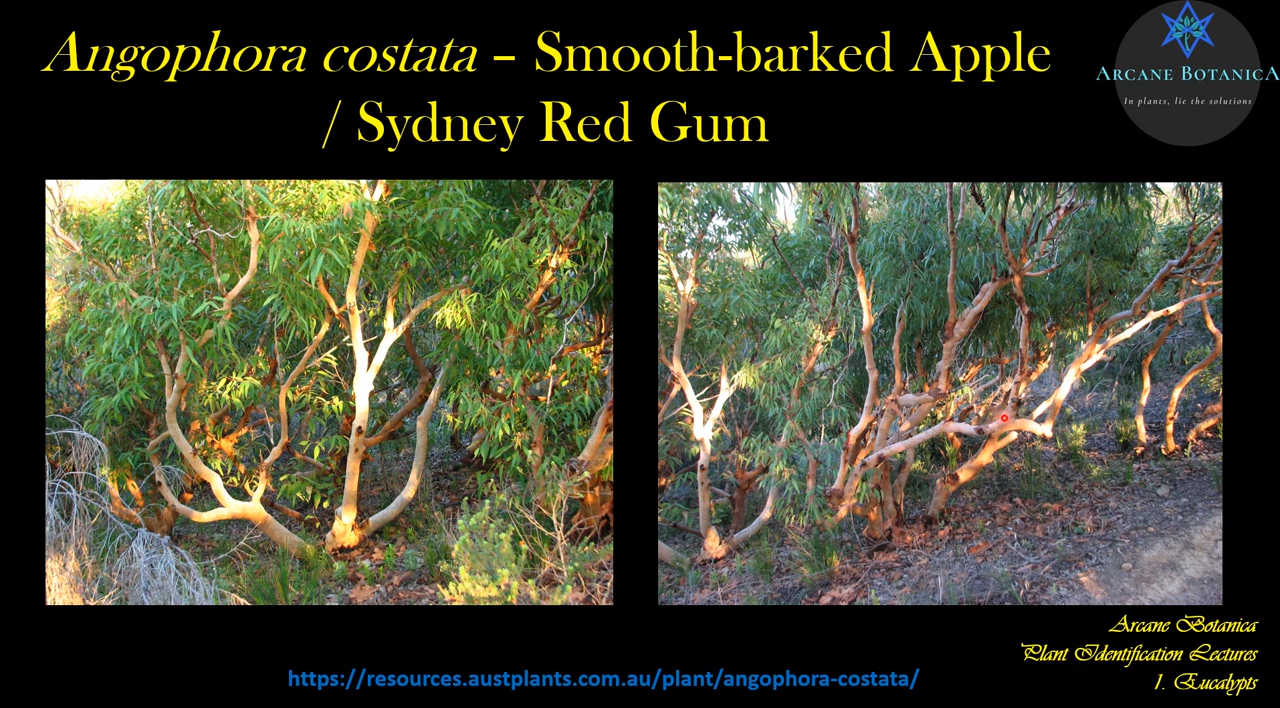 Angophora costata – Smooth-barked Apple
/ Sydney Red Gum
ARCANE BOTANICA
In plants, lie the solutions
Arcane Botanica
Plant Identification Lectures
1. Eucalypts
https://resources.austplants.com.au/plant/angophora-costata/